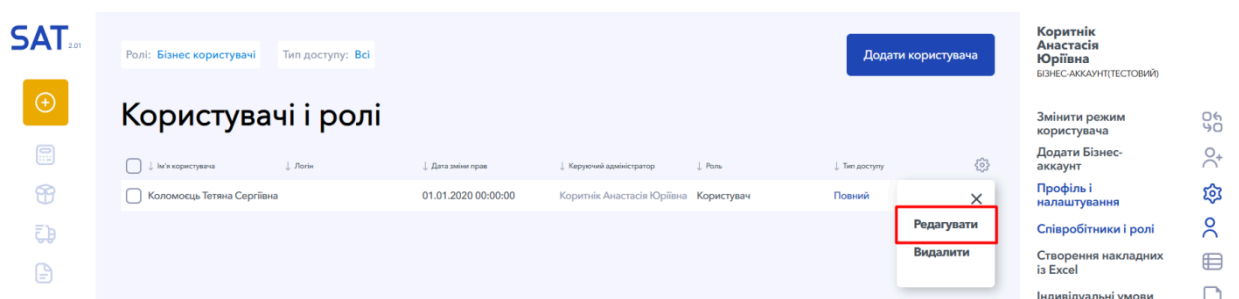 SAT 2.01
Ролі: Бізнес користувачі Тип доступу: Всі
Додати користувача
Користувачі і ролі
↓ Ім'я користувача ↓ Логін ↓ Дата зміни прав ↓ Керуючий адміністратор ↓ Роль ↓ Тип доступу
Коломоєць Тетяна Сергіївна 01.01.2020 00:00:00 Коритнік Анастасія Юріївна Користувач Повний
Редагувати
Видалити
Коритнік
Анастасія
Юріївна
БІЗНЕС-АККАУНТ(ТЕСТОВИЙ)
Змінити режим
користувача
Додати Бізнес-
аккаунт
Профіль і
налаштування
Співробітники і ролі
Створення накладних
із Excel
Індивідуальні умови